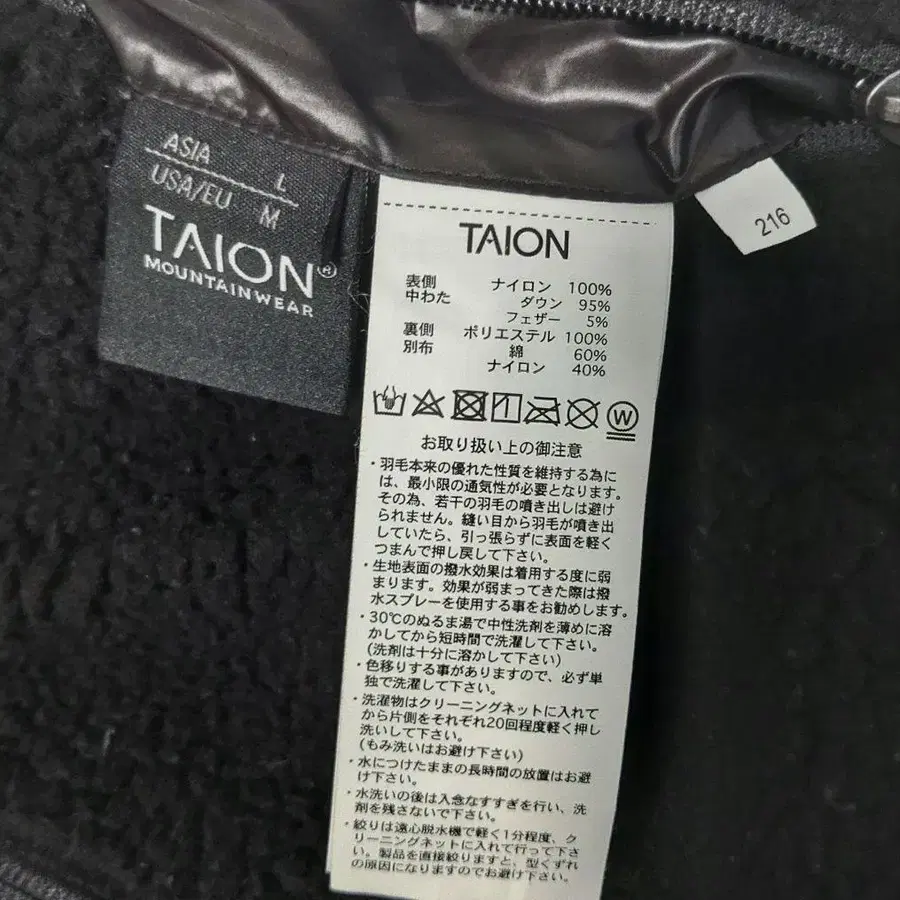 ASIA L
USA/EU M
TAION®
MOUNTAINWEAR
216
TAION
表側 ナイロン 100%
中わた ダウン 95%
フェザー 5%
裏側 ポリエステル 100%
別布 綿 60%
ナイロン 40%
W
お取り扱い上の御注意
・羽毛本来の優れた性質を維持する為に
は、最小限の通気性が必要となります。
その為、若干の羽毛の噴き出しは避け
られません。縫い目から羽毛が噴き出
していたら、引っ張らずに表面を軽く
つまんで押し戻して下さい。
・生地表面の撥水効果は着用する度に弱
まります。効果が弱まってきた際は撥
水スプレーを使用する事をお勧めします。
・30℃のぬるま湯で中性洗剤を薄めに溶
かしてから短時間で洗濯して下さい。
(洗剤は十分に溶かして下さい)
・色移りする事がありますので、必ず単
独で洗濯して下さい。
・洗濯物はクリーニングネットに入れて
から片側をそれぞれ20回程度軽く押し
洗いして下さい。
(もみ洗いはお避け下さい)
・水につけたままの長時間の放置はお避
け下さい。
・水洗いの後は入念なすすぎを行い、洗
剤を残さないで下さい。
・絞りは遠心脱水機で軽く1分程度、ク
リーニングネットに入れて行って下さ
い。製品を直接絞りますと、型くずれ
の原因になりますのでお避け下さい。